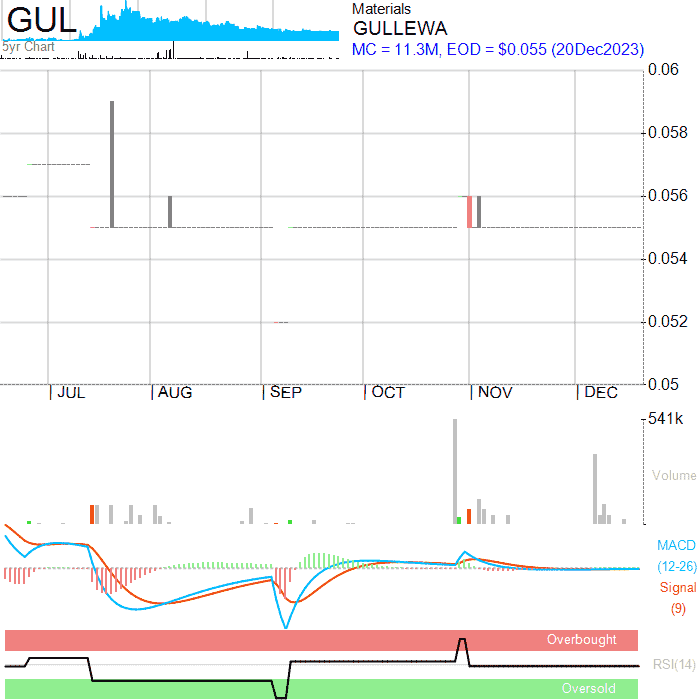 GUL
5yr Chart
Materials
GULLEWA
MC = 11.3M, EOD = $0.055 (20Dec2023)
0.06
0.058
0.056
0.054
0.052
0.05
JUL AUG SEP OCT NOV DEC
541k
Volume
MACD
(12-26)
Signal
(9)
Overbought
RSI(14)
Oversold